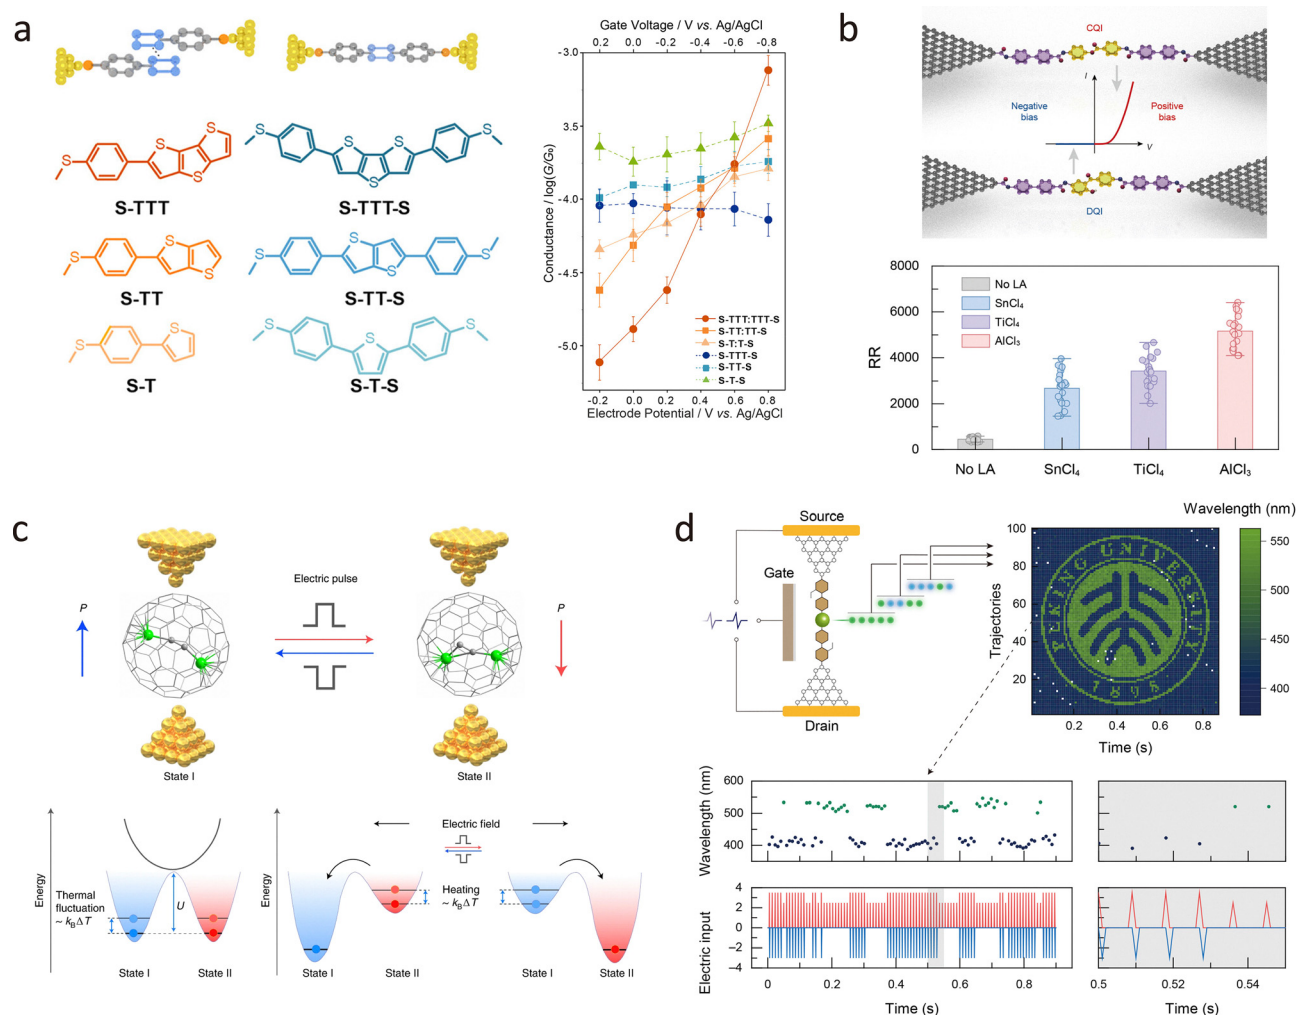 a
S
S
S
S
S-TTT
S
S
S
S
S
S-TTT-S
S
S
S
S-TT
S
S
S
S
S-TT-S
S
S
S-T
S
S
S
S-T-S
Gate Voltage / V vs. Ag/AgCl
0.2 0.0 -0.2 -0.4 -0.6 -0.8
Conductance / log(G/G₀)
-3.0
-3.5
-4.0
-4.5
-5.0
S-TTT:TTT-S
S-TT:TT-S
S-T:T-S
S-TTT-S
S-TT-S
S-T-S
-0.2 0.0 0.2 0.4 0.6 0.8
Electrode Potential / V vs. Ag/AgCl
b
CQI
I
Negative bias
Positive bias
V
DQI
RR
8000
6000
4000
2000
0
No LA
SnCl₄
TiCl₄
AlCl₃
No LA SnCl₄ TiCl₄ AlCl₃
c
P
Electric pulse
P
State I
State II
Energy
Thermal
fluctuation
~ k_BΔT
U
State I State II
Energy
Electric field
Heating
~ k_BΔT
State I State II
State I State II
d
Source
Gate
Drain
Wavelength (nm)
Trajectories
100
80
60
40
20
PEKING UNIVERSITY
1898
0.2 0.4 0.6 0.8
Time (s)
550
500
450
400
Wavelength (nm)
600
500
400
Electric input
4
2
0
−2
−4
0 0.2 0.4 0.6 0.8
Time (s)
0.5 0.52 0.54
Time (s)